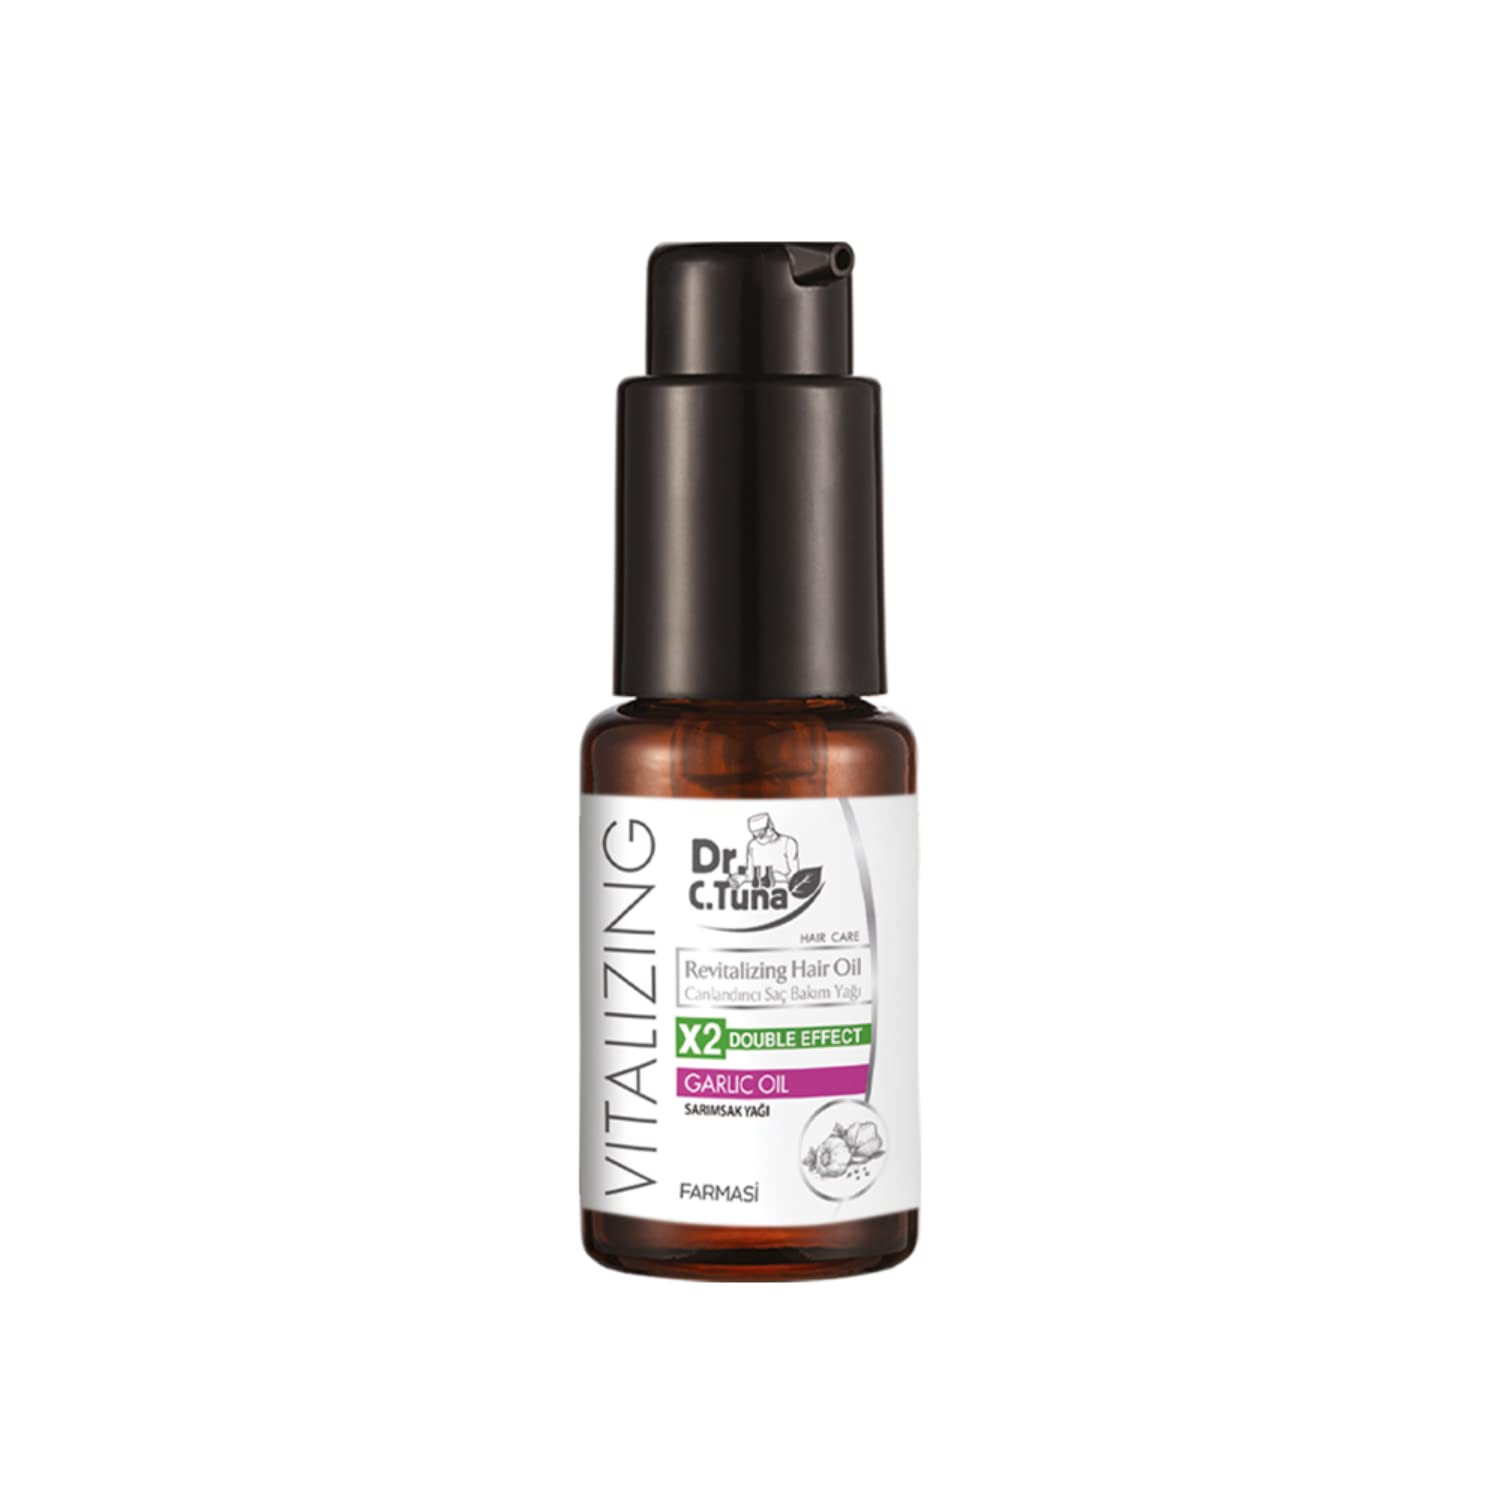 VITALIZING
Dr.
C.Tuna
HAIR CARE
Revitalizing Hair Oil
Canlandırıcı Saç Bakım Yağı
X2 DOUBLE EFFECT
GARLIC OIL
SARIMSAK YAĞI
FARMASİ